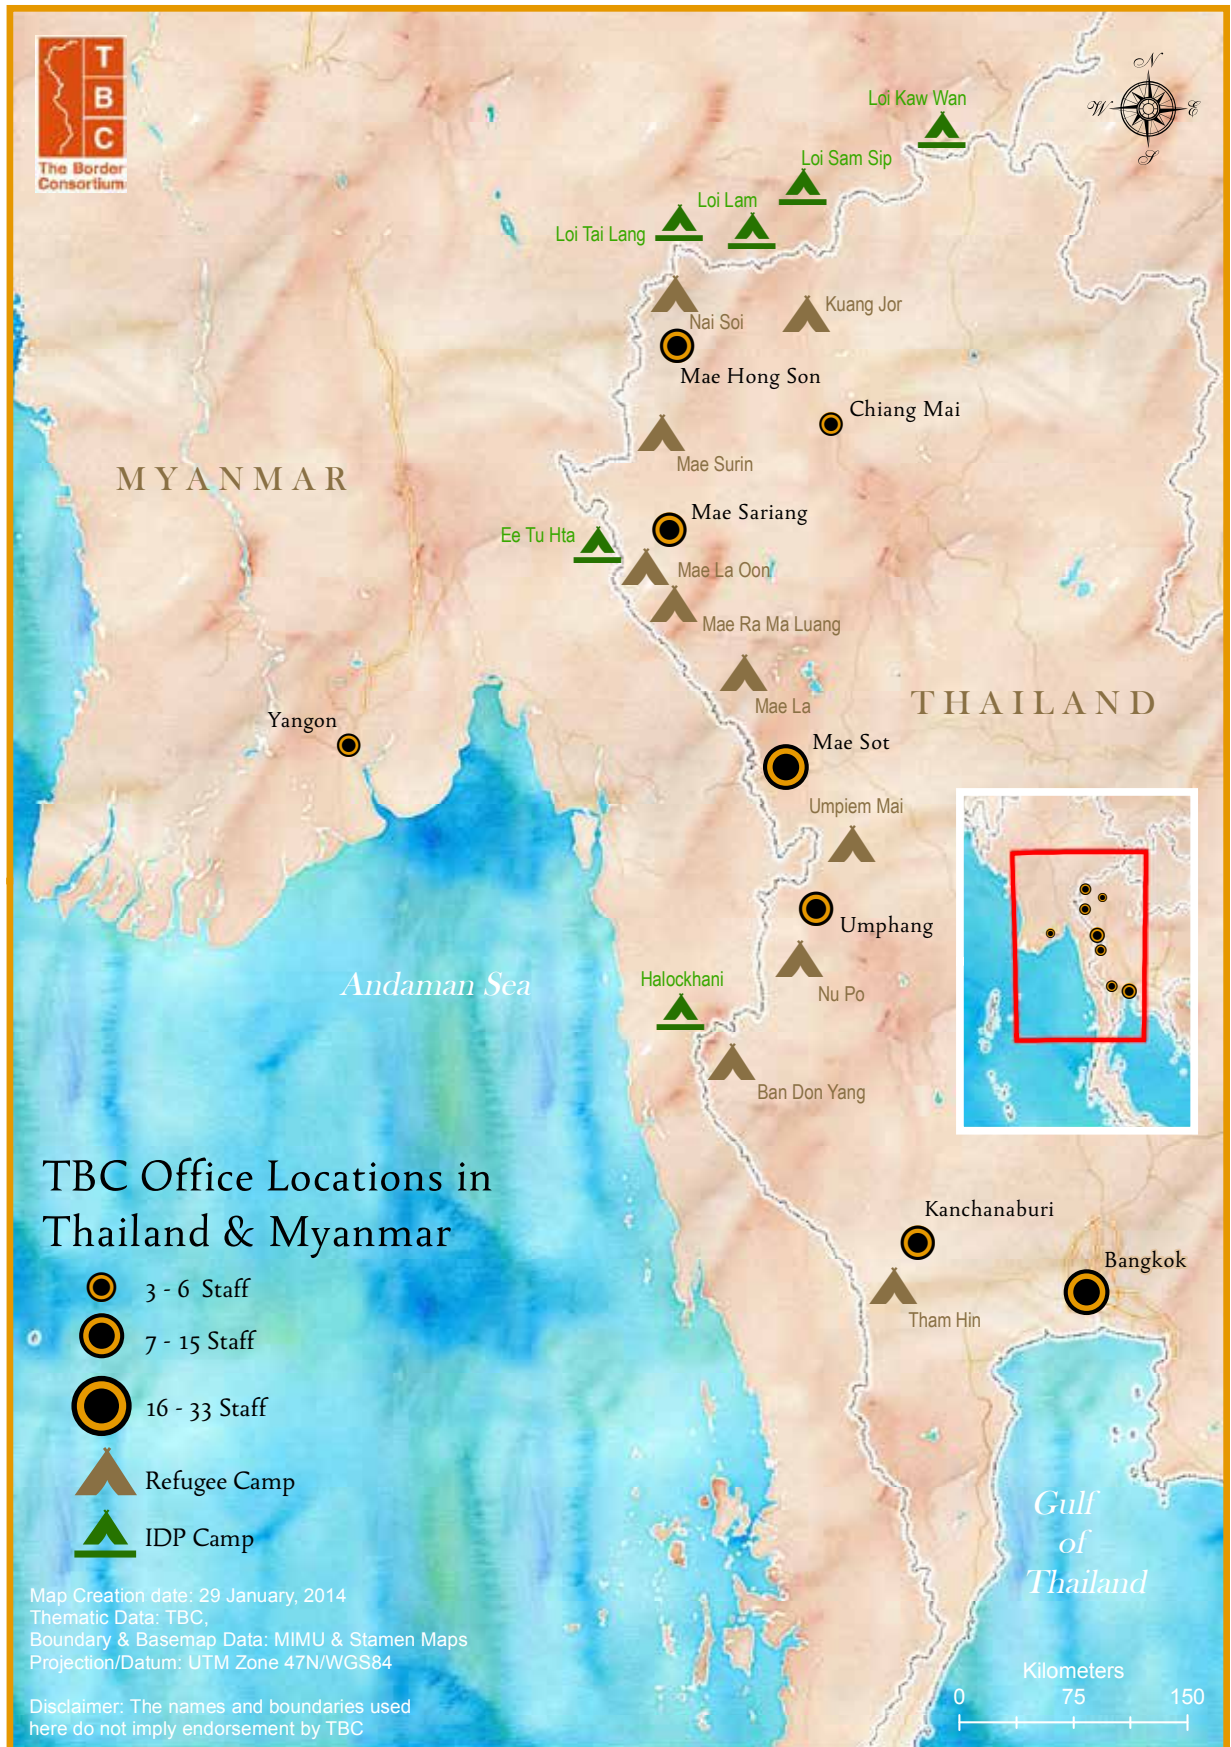 T
B
C
The Border
Consortium
N
W
E
S
Loi Kaw Wan
Loi Sam Sip
Loi Lam
Loi Tai Lang
Nai Soi
Kuang Jor
Mae Hong Son
Chiang Mai
Mae Surin
MYANMAR
Mae Sariang
Ee Tu Hta
Mae La Oon
Mae Ra Ma Luang
Mae La
THAILAND
Yangon
Mae Sot
Umpiem Mai
Umphang
Andaman Sea
Halockhani
Nu Po
Ban Don Yang
TBC Office Locations in
Thailand & Myanmar
Kanchanaburi
Bangkok
Tham Hin
3 - 6 Staff
7 - 15 Staff
16 - 33 Staff
Refugee Camp
IDP Camp
Gulf
of
Thailand
Map Creation date: 29 January, 2014
Thematic Data: TBC,
Boundary & Basemap Data: MIMU & Stamen Maps
Projection/Datum: UTM Zone 47N/WGS84
Disclaimer: The names and boundaries used
here do not imply endorsement by TBC
Kilometers
0 75 150